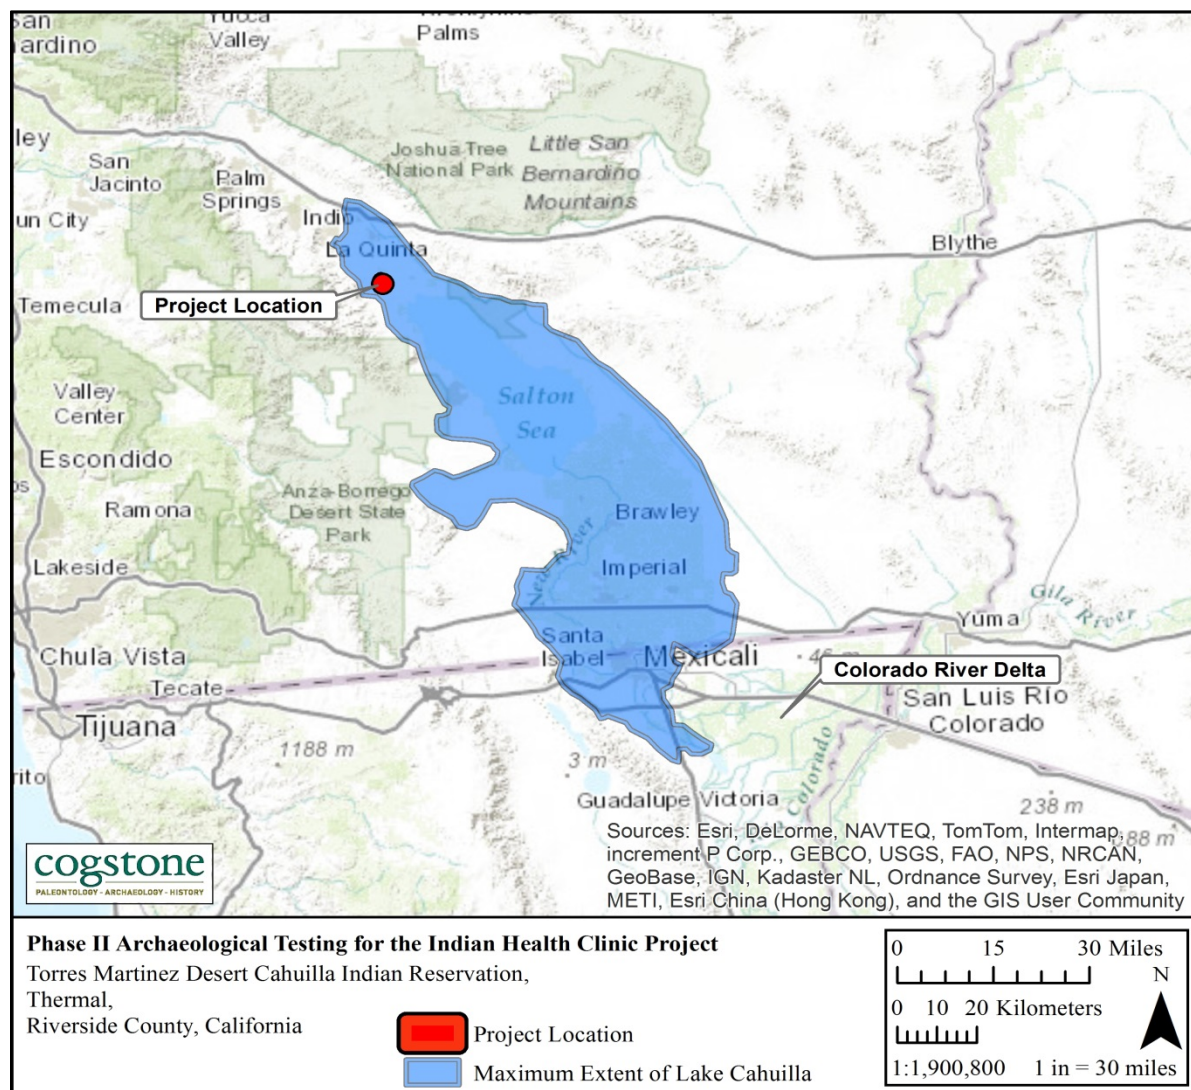 San
nardino
Yucca
Valley
Palms
Joshua Tree
National Park
Little San
Bernardino
Mountains
ley
San
Jacinto
Palm
Springs
Indio
un City
La Quinta
Blythe
Project Location
Temecula
Salton
Sea
Valley
Center
Escondido
Anza-Borrego
Desert State
Park
Ramona
Brawley
New River
Imperial
Lakeside
Gila River
Yuma
Santa
Isabel
Mexicali
Chula Vista
Colorado River Delta
Tecate
San Luis Río
Colorado
Tijuana
1188 m
3 m
Colorado
rito
Guadalupe Victoria
238 m
Sources: Esri, DeLorme, NAVTEQ, TomTom, Intermap,
increment P Corp., GEBCO, USGS, FAO, NPS, NRCAN,
GeoBase, IGN, Kadaster NL, Ordnance Survey, Esri Japan,
METI, Esri China (Hong Kong), and the GIS User Community
cogstone
PALEONTOLOGY - ARCHAEOLOGY - HISTORY
Phase II Archaeological Testing for the Indian Health Clinic Project
Torres Martinez Desert Cahuilla Indian Reservation,
Thermal,
Riverside County, California
Project Location
Maximum Extent of Lake Cahuilla
0 15 30 Miles
N
0 10 20 Kilometers
1:1,900,800 1 in = 30 miles